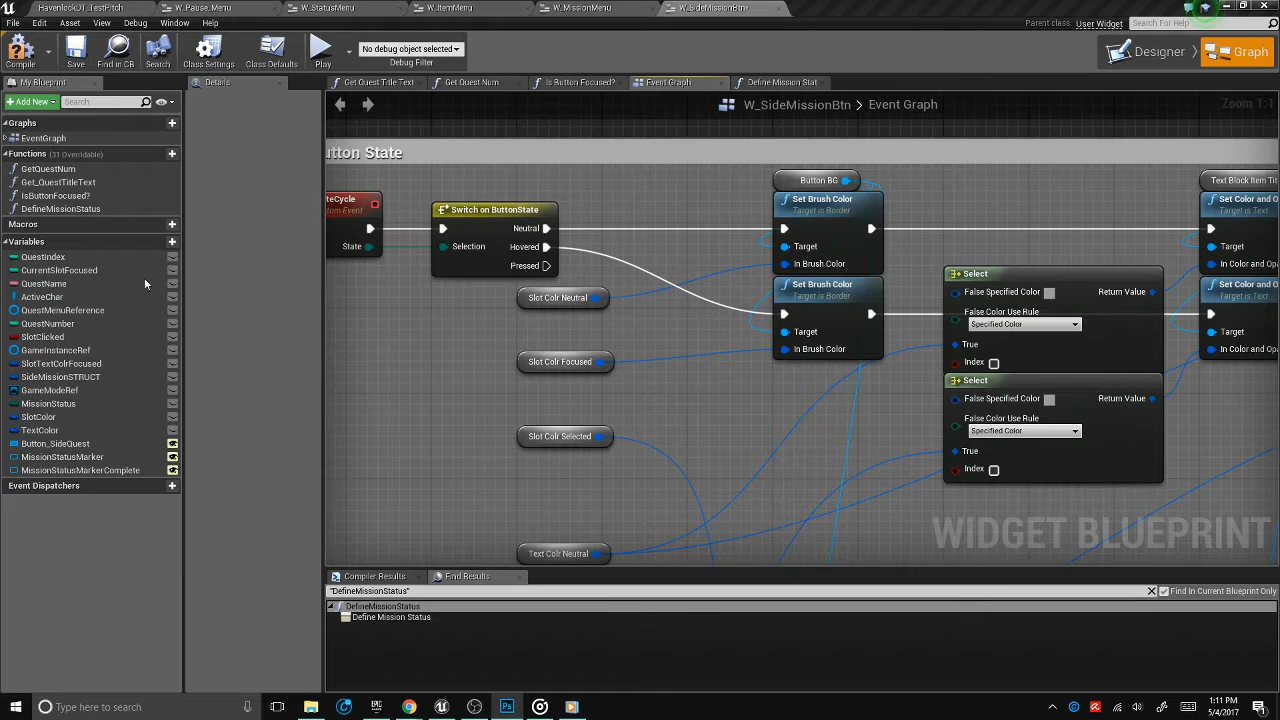 HavenlockDT_TestPitch
W_Pause.Menu
W_StatusMenu
W_ItemMenu
W_MissionMenu
W_SideMissionBtn*
File
Edit
Asset
View
Debug
Window
Help
Parent class: User Widget
Search For Help
Compile
Save
Find in CB
Search
Class Settings
Class Defaults
Play
No debug object selected
Debug Filter
Designer
Graph
My Blueprint
Details
Get Quest Title Text
Get Quest Num
Is Button Focused?
Event Graph
Define Mission Stat
+Add New
Search
W_SideMissionBtn > Event Graph
Zoom 1:1
Graphs
EventGraph
Functions (31 Overridable)
GetQuestNum
Get_QuestTitleText
IsButtonFocused?
DefineMissionStatus
Macros
Variables
QuestIndex
CurrentSlotFocused
QuestName
ActiveChar
QuestMenuReference
QuestNumber
SlotClicked
GameInstanceRef
SlotTextColrFocused
SideMissionSTRUCT
GameModeRef
MissionStatus
SlotColor
TextColor
Button_SideQuest
MissionStatusMarker
MissionStatusMarkerComplete
Event Dispatchers
utton State
teCycle
om Event
State
Switch on ButtonState
Neutral
Selection
Hovered
Pressed
Slot Colr Neutral
Slot Colr Focused
Slot Colr Selected
Text Colr Neutral
Button BG
Set Brush Color
Target is Border
Target
In Brush Color
Set Brush Color
Target is Border
Target
In Brush Color
Select
False Specified Color
Return Value
False Color Use Rule
Specified Color
True
Index
Select
False Specified Color
Return Value
False Color Use Rule
Specified Color
True
Index
Text Block Item Titl
Set Color and O
Target is Text
Target
In Color and Op
Set Color and O
Target is Text
Target
In Color and Op
WIDGET BLUEPRINT
Compiler Results
Find Results
"DefineMissionStatus"
Find In Current Blueprint Only
DefineMissionStatus
Define Mission Status
Type here to search
1:11 PM
5/4/2017